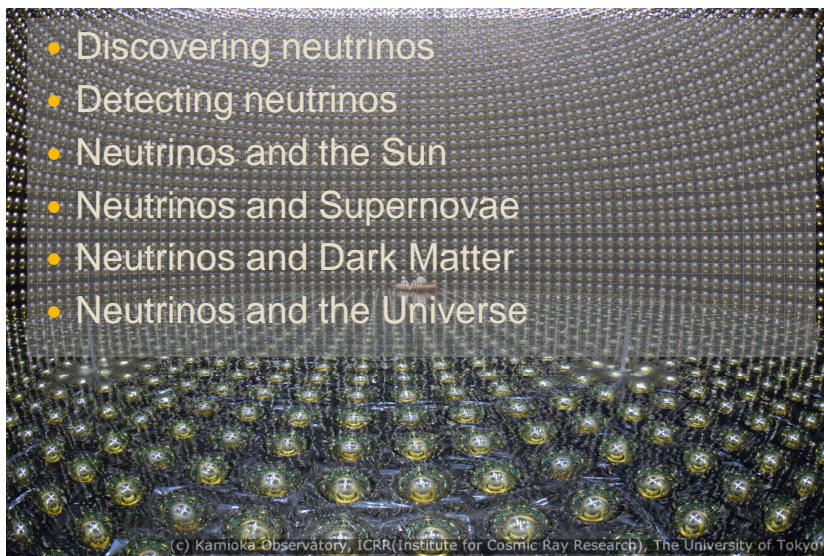 • Discovering neutrinos
• Detecting neutrinos
• Neutrinos and the Sun
• Neutrinos and Supernovae
• Neutrinos and Dark Matter
• Neutrinos and the Universe
(c) Kamioka Observatory, ICRR(Institute for Cosmic Ray Research), The University of Tokyo